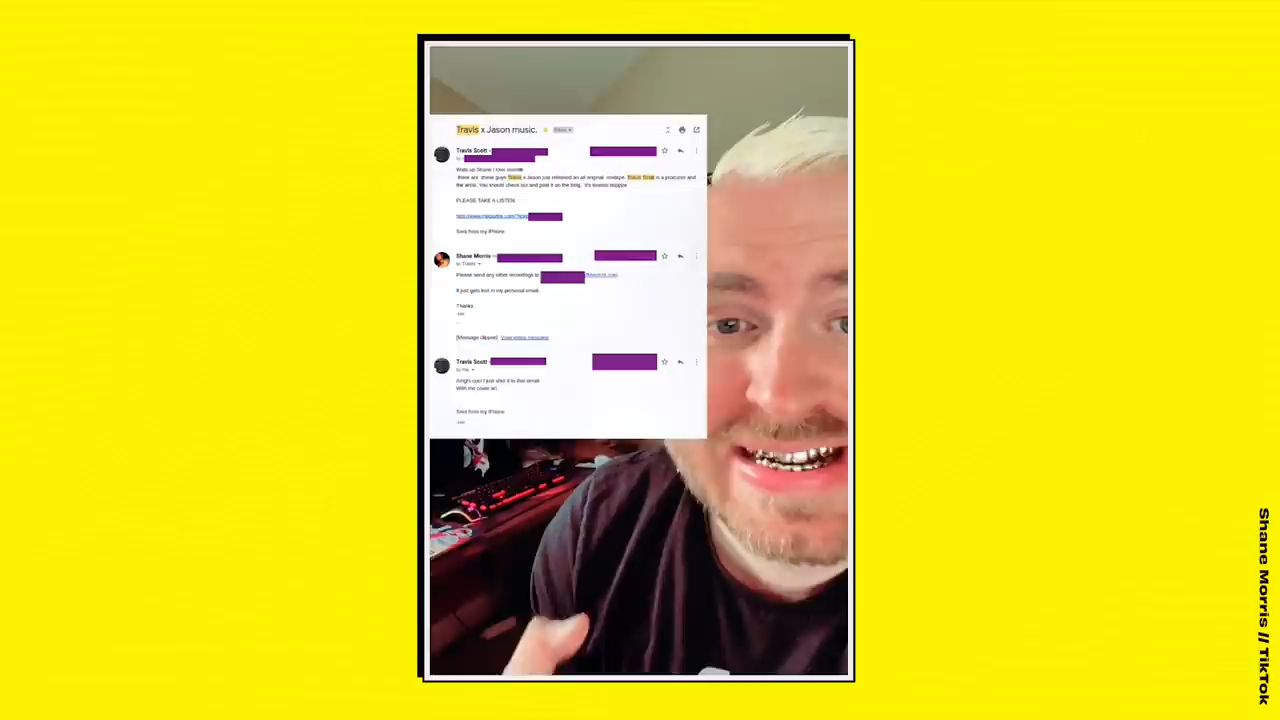 Travis x Jason music.
Travis Scott
Wats up Shane I love
there are these guys Travis x Jason just released an all original mixtape. Travis Scott is a producer and
the artist. You should check out and post it on the blog.
PLEASE TAKE A LISTEN.
Sent from my iPhone
Shane Morris
to Travis
Please send any other recordings to
It just gets lost in my personal email.
Thanks.
[Message clipped] View entire message
Travis Scott
to me
Alright cool I just shot it to that email
With the cover art.
Sent from my iPhone
Shane Morris // TikTok